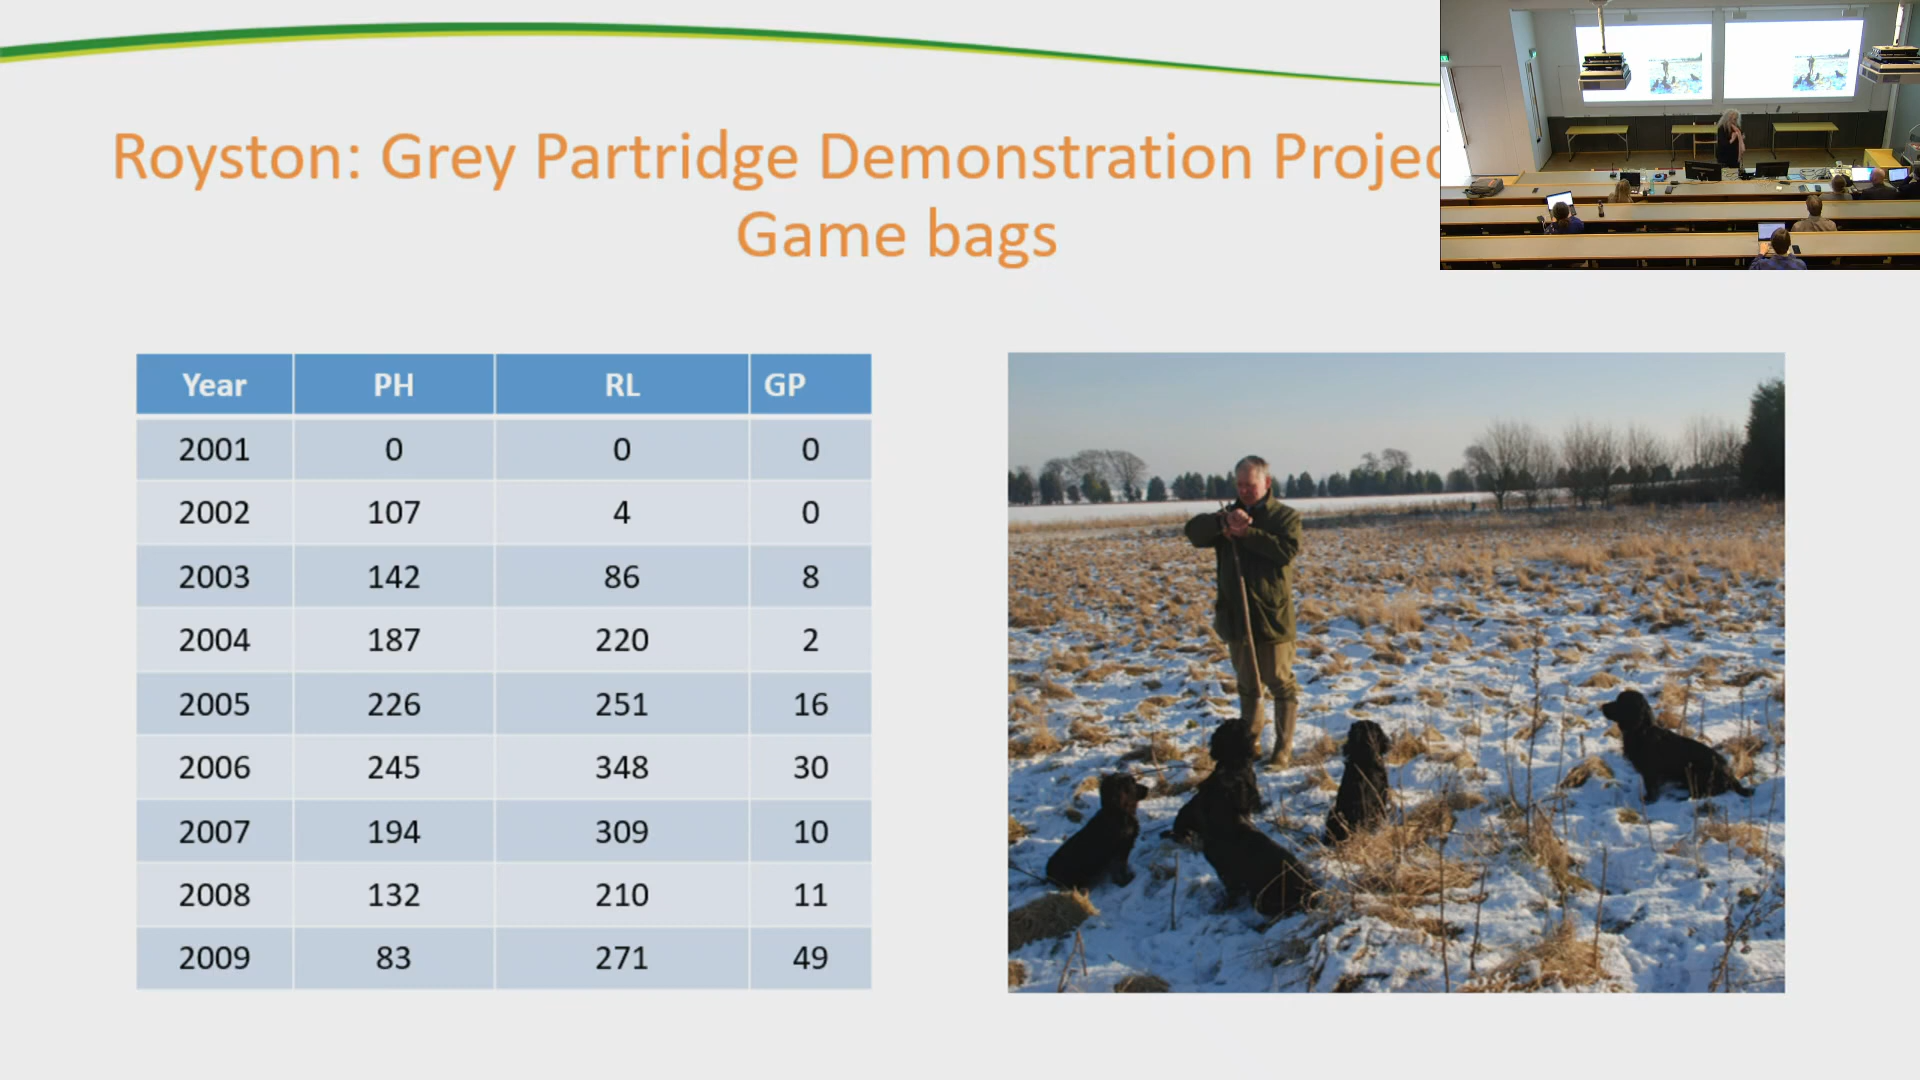 Royston: Grey Partridge Demonstration Projec
Game bags
Year PH RL GP
2001 0 0 0
2002 107 4 0
2003 142 86 8
2004 187 220 2
2005 226 251 16
2006 245 348 30
2007 194 309 10
2008 132 210 11
2009 83 271 49